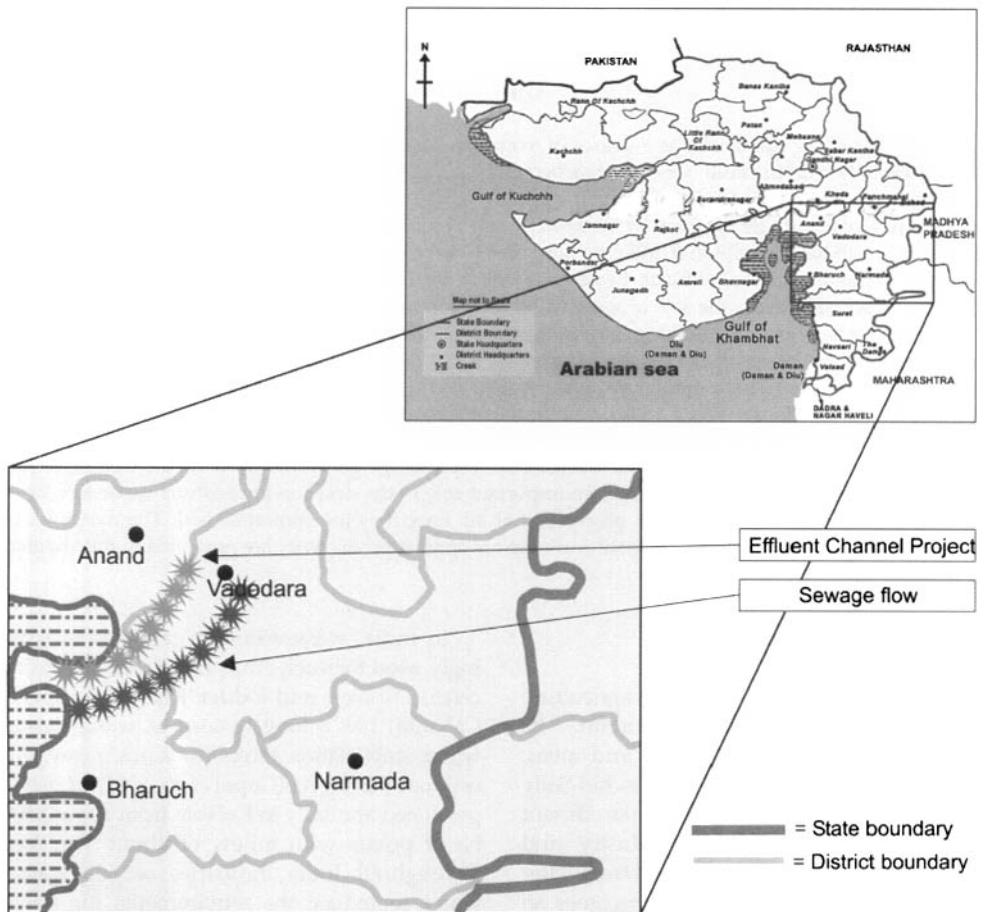 N
PAKISTAN
RAJASTHAN
Banas Kantha
Rann Of Kachchh
Patan
Mehsana
Sabar Kantha
Gandhi Nagar
Little Rann
Of
Kachchh
Kachchh
Gulf of Kuchchh
Ahmedabad
Kheda
Panchmahal
Dahod
Surendranagar
Jamnagar
Rajkot
Anand
Vadodara
MADHYA
PRADESH
Porbandar
Junagadh
Amreli
Bhavnagar
Bharuch
Narmada
Map not to Scale
State Boundary
District Boundary
State Headquarters
District Headquarters
Creek
Gulf of
Khambhat
Surat
Diu
(Daman & Diu)
Navsari
The
Dangs
Arabian sea
Daman
(Daman & Diu)
Valsad
MAHARASHTRA
DADRA &
NAGAR HAVELI
Anand
Vadodara
Effluent Channel Project
Sewage flow
Narmada
Bharuch
= State boundary
= District boundary